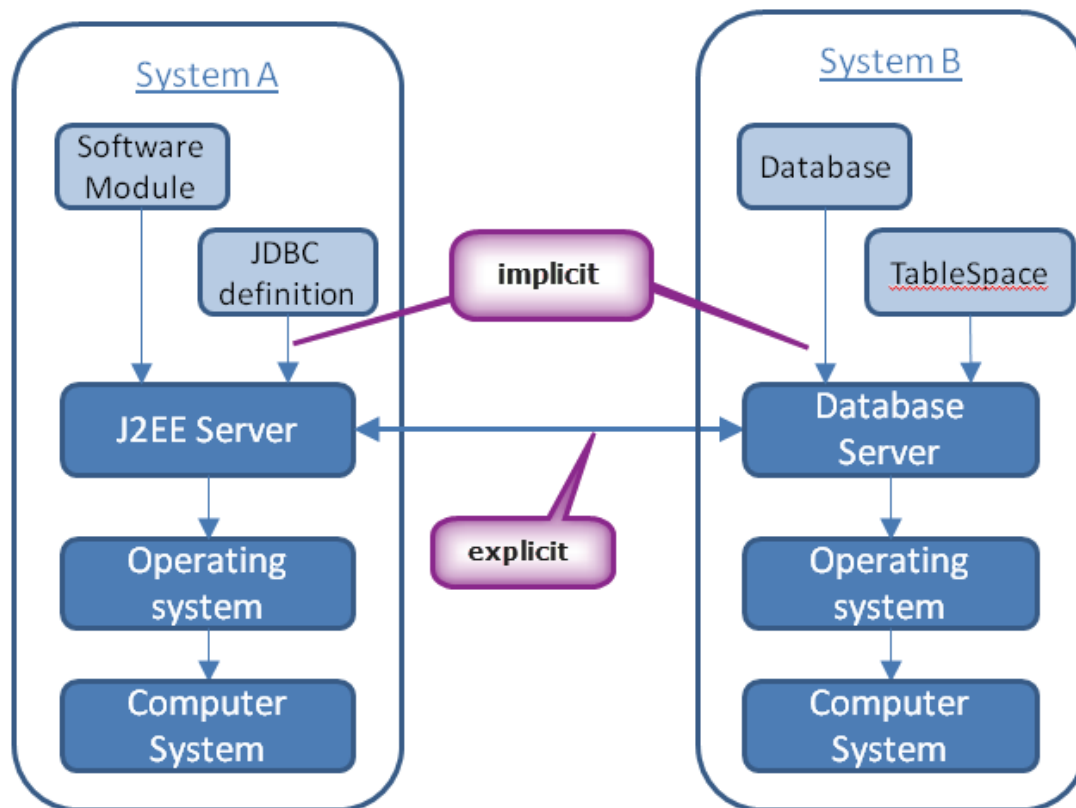 System A
Software
Module
JDBC
definition
J2EE Server
Operating
system
Computer
System
implicit
explicit
System B
Database
TableSpace
Database
Server
Operating
system
Computer
System